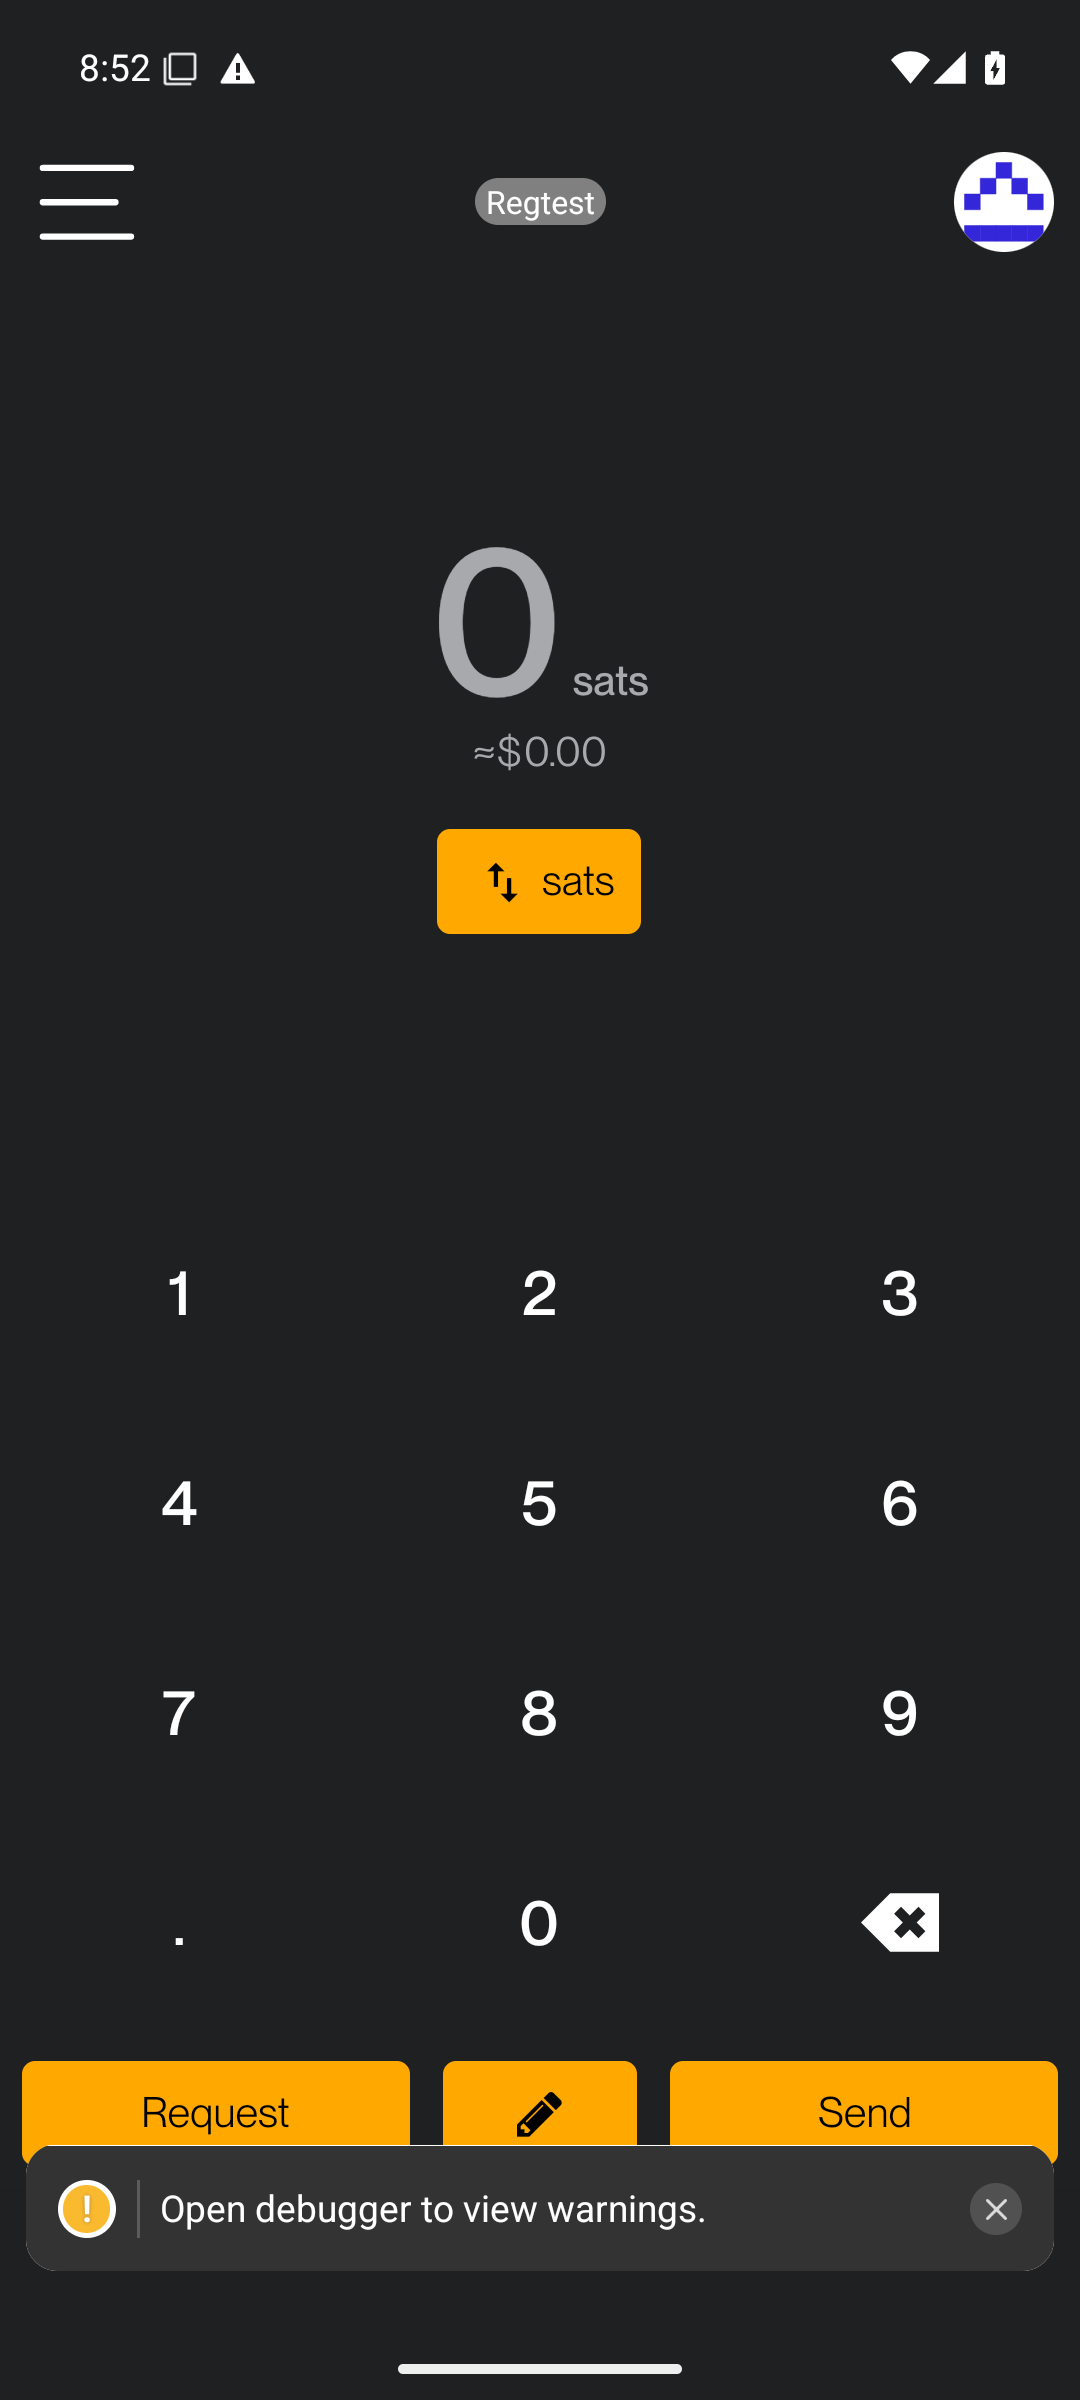 8:52
Regtest
0 sats
≈$0.00
sats
1 2 3
4 5 6
7 8 9
. 0
Request Send
Open debugger to view warnings.